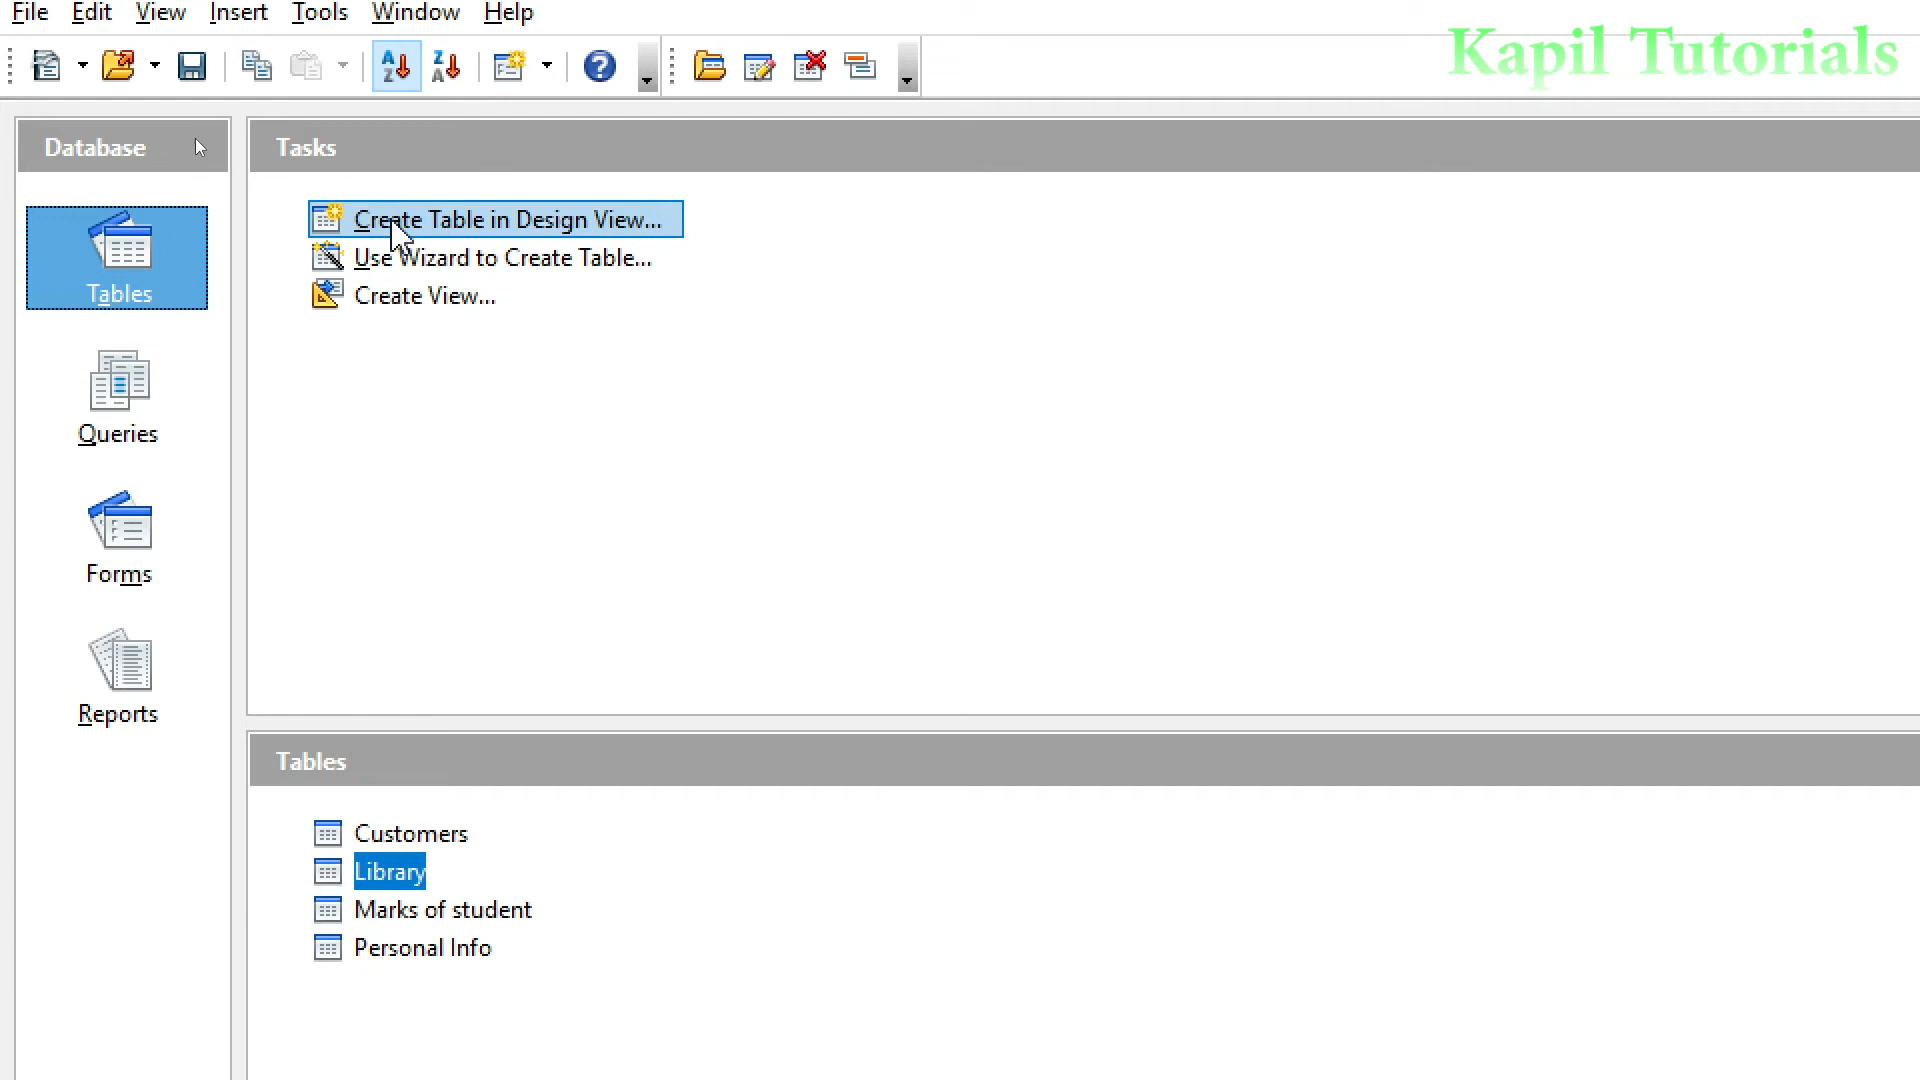 File Edit View Insert Tools Window Help
Kapil Tutorials
Database
Tasks
Tables
Queries
Forms
Reports
Create Table in Design View...
Use Wizard to Create Table...
Create View...
Tables
Customers
Library
Marks of student
Personal Info